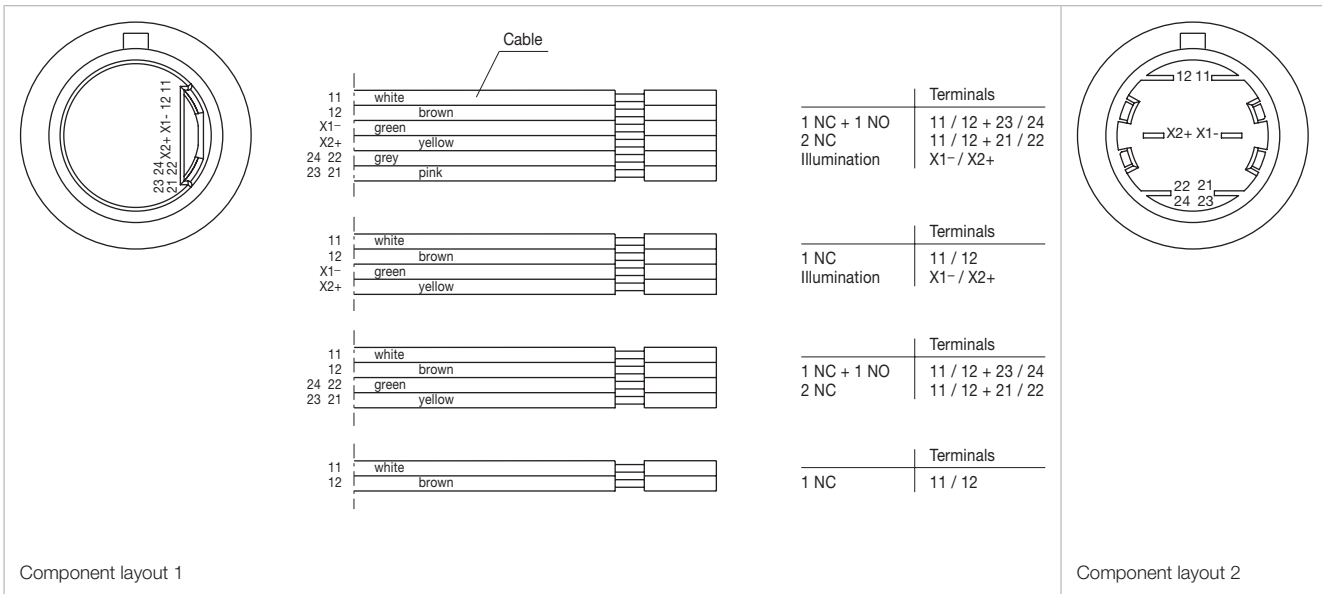 Cable
23 24 X2+ X1- 12 11
21 22
11 white
12 brown
X1– green
X2+ yellow
24 22 grey
23 21 pink
Terminals
1 NC + 1 NO 11 / 12 + 23 / 24
2 NC 11 / 12 + 21 / 22
Illumination X1– / X2+
12 11
X2+ X1-
22 21
24 23
11 white
12 brown
X1– green
X2+ yellow
Terminals
1 NC 11 / 12
Illumination X1– / X2+
11 white
12 brown
24 22 green
23 21 yellow
Terminals
1 NC + 1 NO 11 / 12 + 23 / 24
2 NC 11 / 12 + 21 / 22
11 white
12 brown
Terminals
1 NC 11 / 12
Component layout 1
Component layout 2